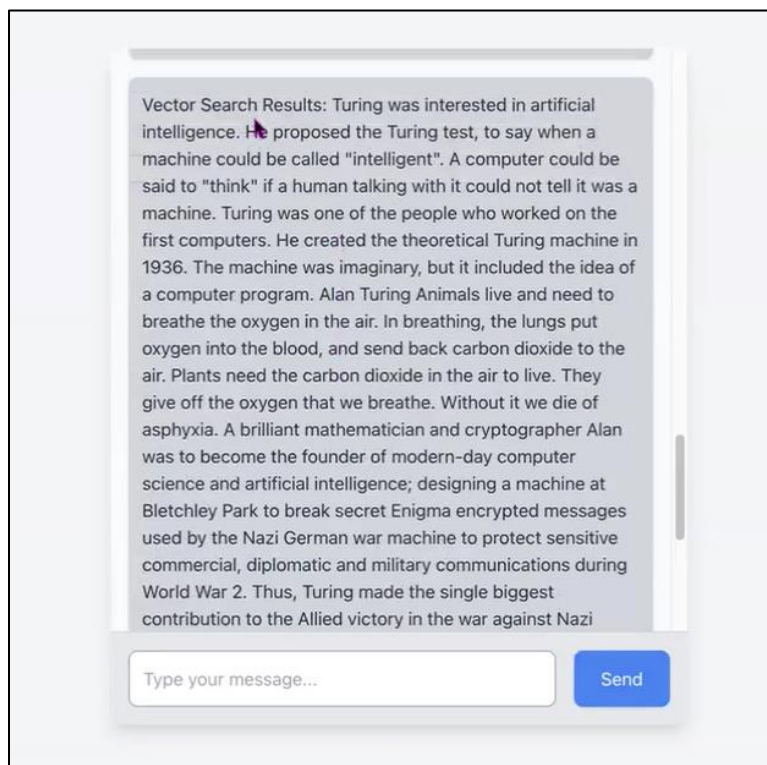 Vector Search Results: Turing was interested in artificial
intelligence. He proposed the Turing test, to say when a
machine could be called "intelligent". A computer could be
said to "think" if a human talking with it could not tell it was a
machine. Turing was one of the people who worked on the
first computers. He created the theoretical Turing machine in
1936. The machine was imaginary, but it included the idea of
a computer program. Alan Turing Animals live and need to
breathe the oxygen in the air. In breathing, the lungs put
oxygen into the blood, and send back carbon dioxide to the
air. Plants need the carbon dioxide in the air to live. They
give off the oxygen that we breathe. Without it we die of
asphyxia. A brilliant mathematician and cryptographer Alan
was to become the founder of modern-day computer
science and artificial intelligence; designing a machine at
Bletchley Park to break secret Enigma encrypted messages
used by the Nazi German war machine to protect sensitive
commercial, diplomatic and military communications during
World War 2. Thus, Turing made the single biggest
contribution to the Allied victory in the war against Nazi
Type your message...
Send